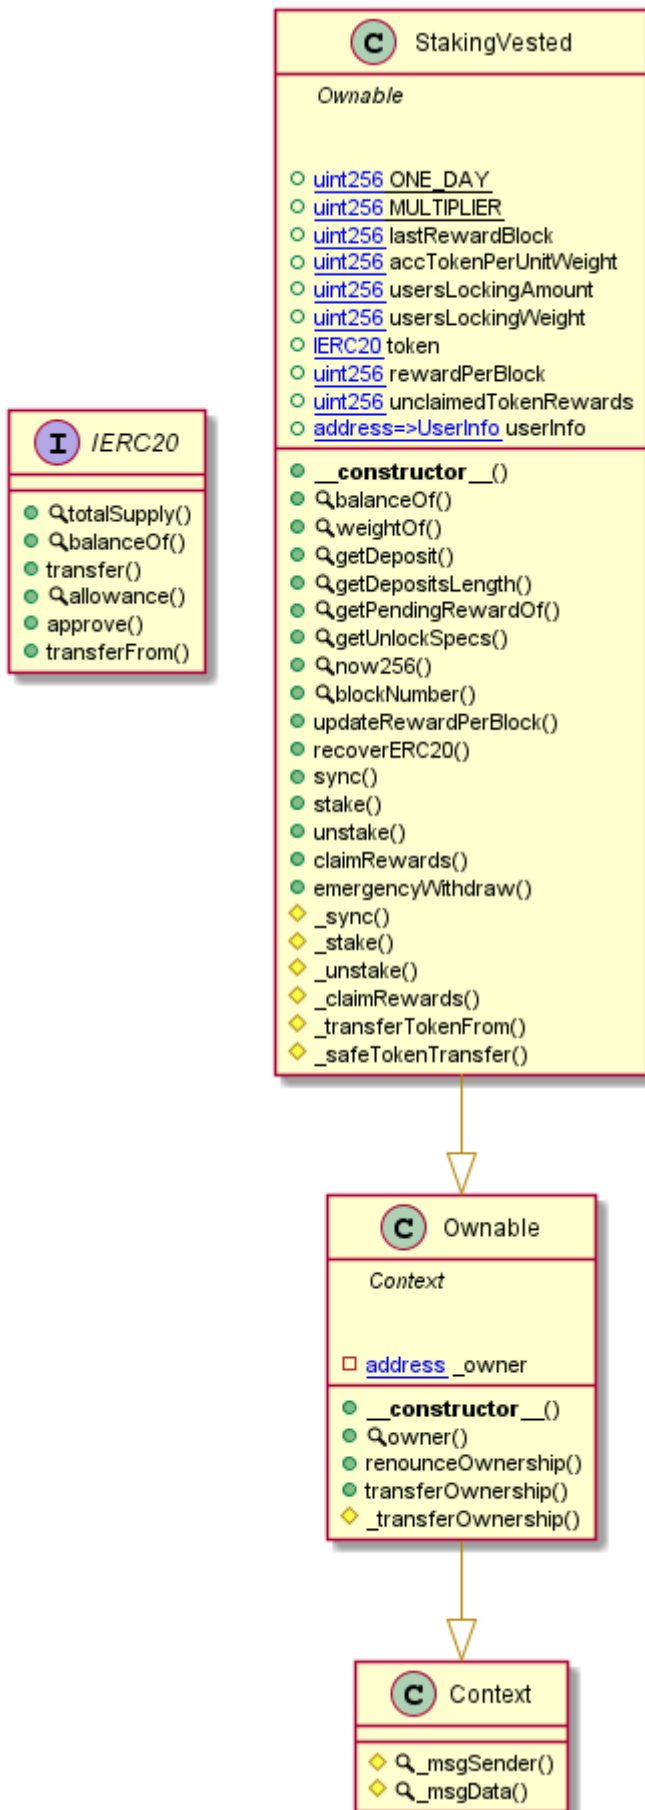 C StakingVested
Ownable
uint256 ONE_DAY
uint256 MULTIPLIER
uint256 lastRewardBlock
uint256 accTokenPerUnitWeight
uint256 usersLockingAmount
uint256 usersLockingWeight
IERC20 token
uint256 rewardPerBlock
uint256 unclaimedTokenRewards
address=>UserInfo userInfo
__constructor__()
balanceOf()
weightOf()
getDeposit()
getDepositsLength()
getPendingRewardOf()
getUnlockSpecs()
now256()
blockNumber()
updateRewardPerBlock()
recoverERC20()
sync()
stake()
unstake()
claimRewards()
emergencyWithdraw()
_sync()
_stake()
_unstake()
_claimRewards()
_transferTokenFrom()
_safeTokenTransfer()
I IERC20
totalSupply()
balanceOf()
transfer()
allowance()
approve()
transferFrom()
C Ownable
Context
address _owner
__constructor__()
owner()
renounceOwnership()
transferOwnership()
_transferOwnership()
C Context
_msgSender()
_msgData()